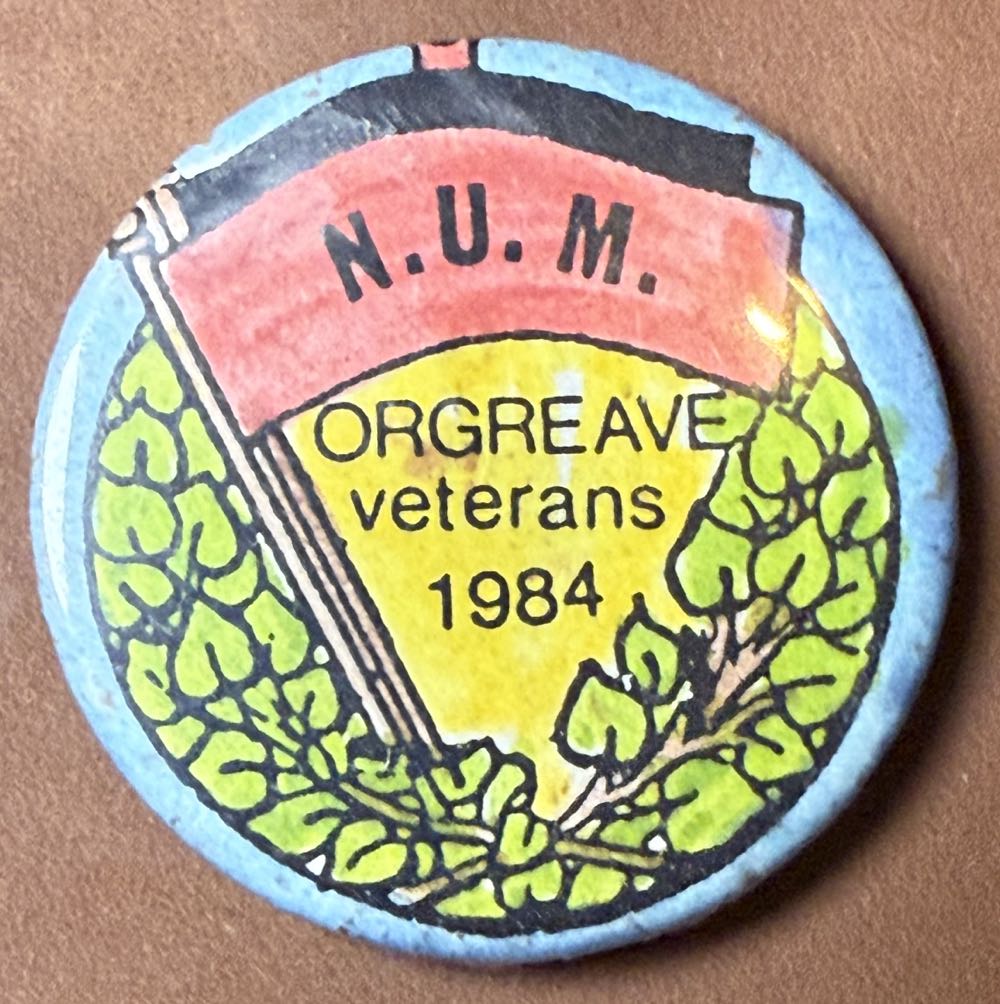 N.U.M.
ORGREAVE
veterans
1984